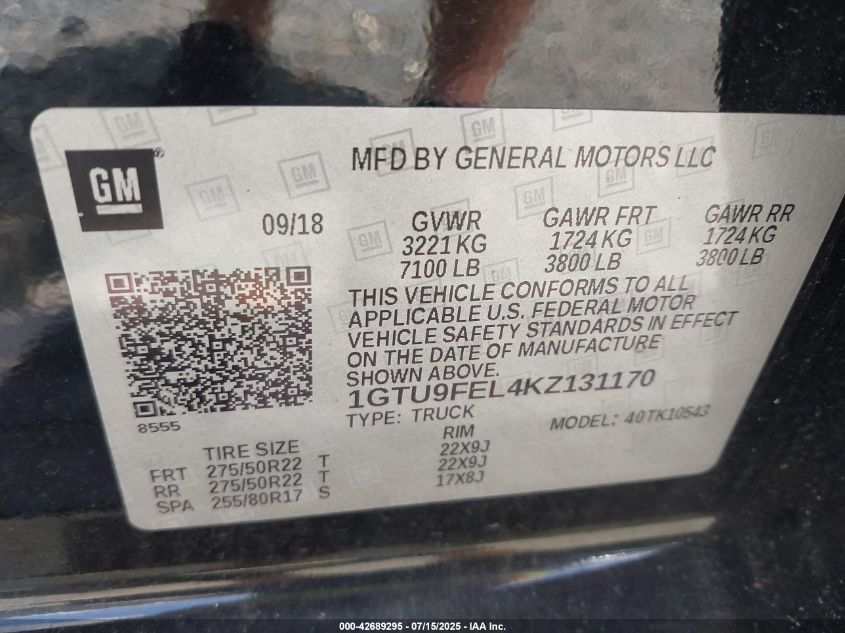 GM
MFD BY GENERAL MOTORS LLC
09/18
GVWR GAWR FRT GAWR RR
3221 KG 1724 KG 1724 KG
7100 LB 3800 LB 3800 LB
THIS VEHICLE CONFORMS TO ALL
APPLICABLE U.S. FEDERAL MOTOR
VEHICLE SAFETY STANDARDS IN EFFECT
ON THE DATE OF MANUFACTURE
SHOWN ABOVE.
1GTU9FEL4KZ131170
TYPE: TRUCK MODEL: 40TK10543
8555
TIRE SIZE RIM
FRT 275/50R22 T 22X9J
RR 275/50R22 T 22X9J
SPA 255/80R17 S 17X8J
000-42689295 - 07/15/2025 - IAA Inc.